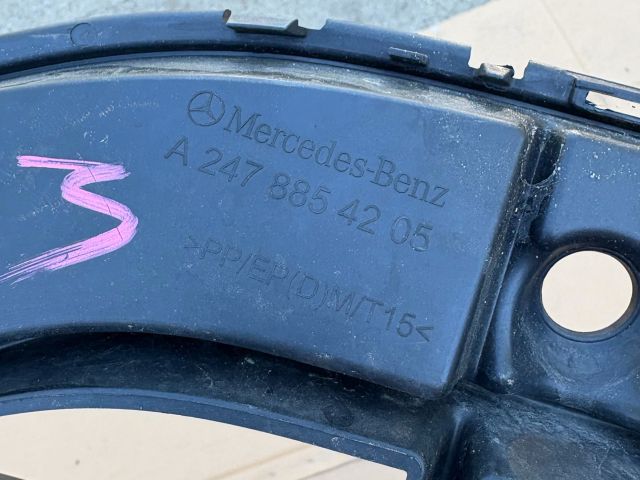 Mercedes-Benz
A 247 885 42 05
>PP/EP(D)M/T15<
3